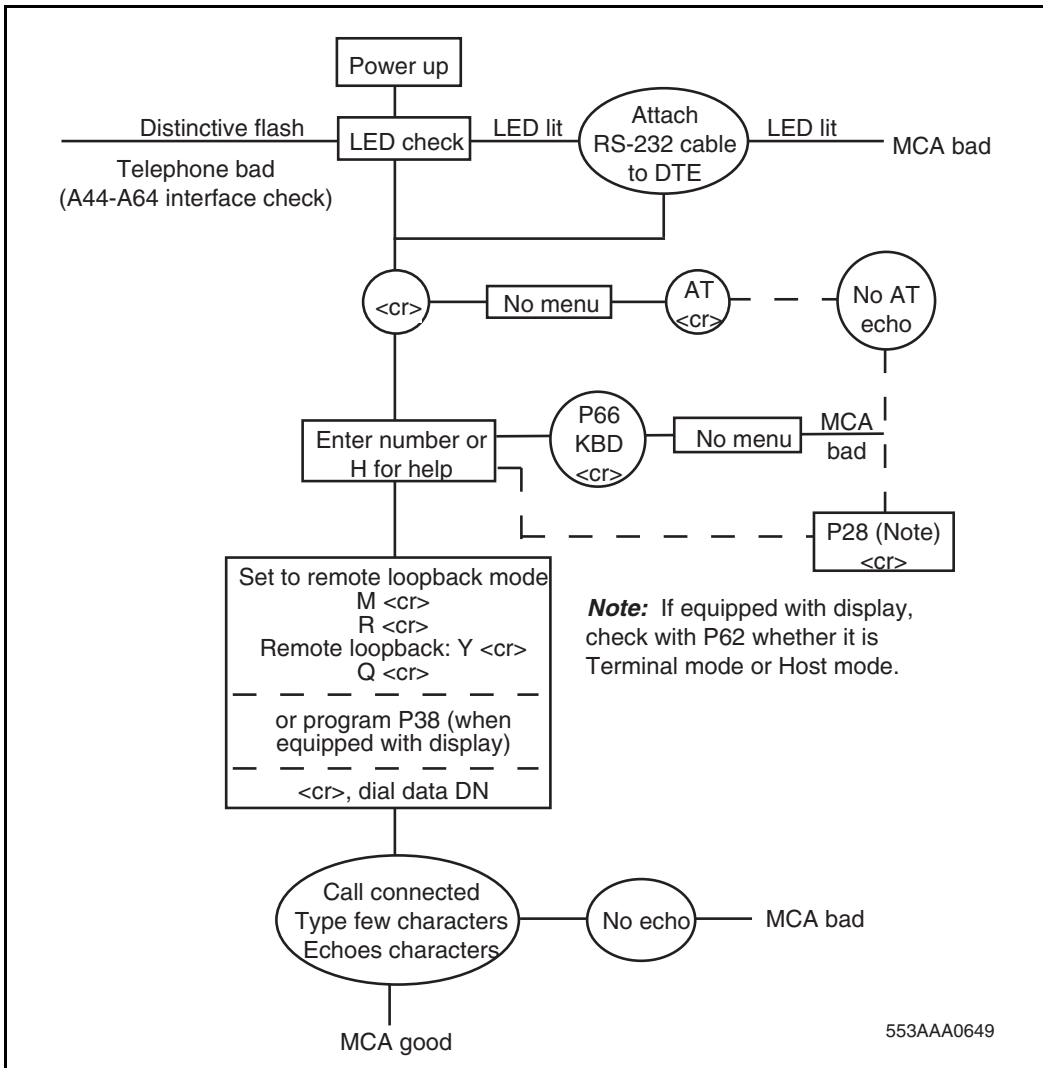 Power up
Distinctive flash
LED check
LED lit
Attach
RS-232 cable
to DTE
LED lit
MCA bad
Telephone bad
(A44-A64 interface check)
<cr>
No menu
AT
<cr>
No AT
echo
Enter number or
H for help
P66
KBD
<cr>
No menu
MCA
bad
P28 (Note)
<cr>
Set to remote loopback mode
M <cr>
R <cr>
Remote loopback: Y <cr>
Q <cr>
or program P38 (when
equipped with display)
<cr>, dial data DN
Note: If equipped with display,
check with P62 whether it is
Terminal mode or Host mode.
Call connected
Type few characters
Echoes characters
No echo
MCA bad
MCA good
553AAA0649